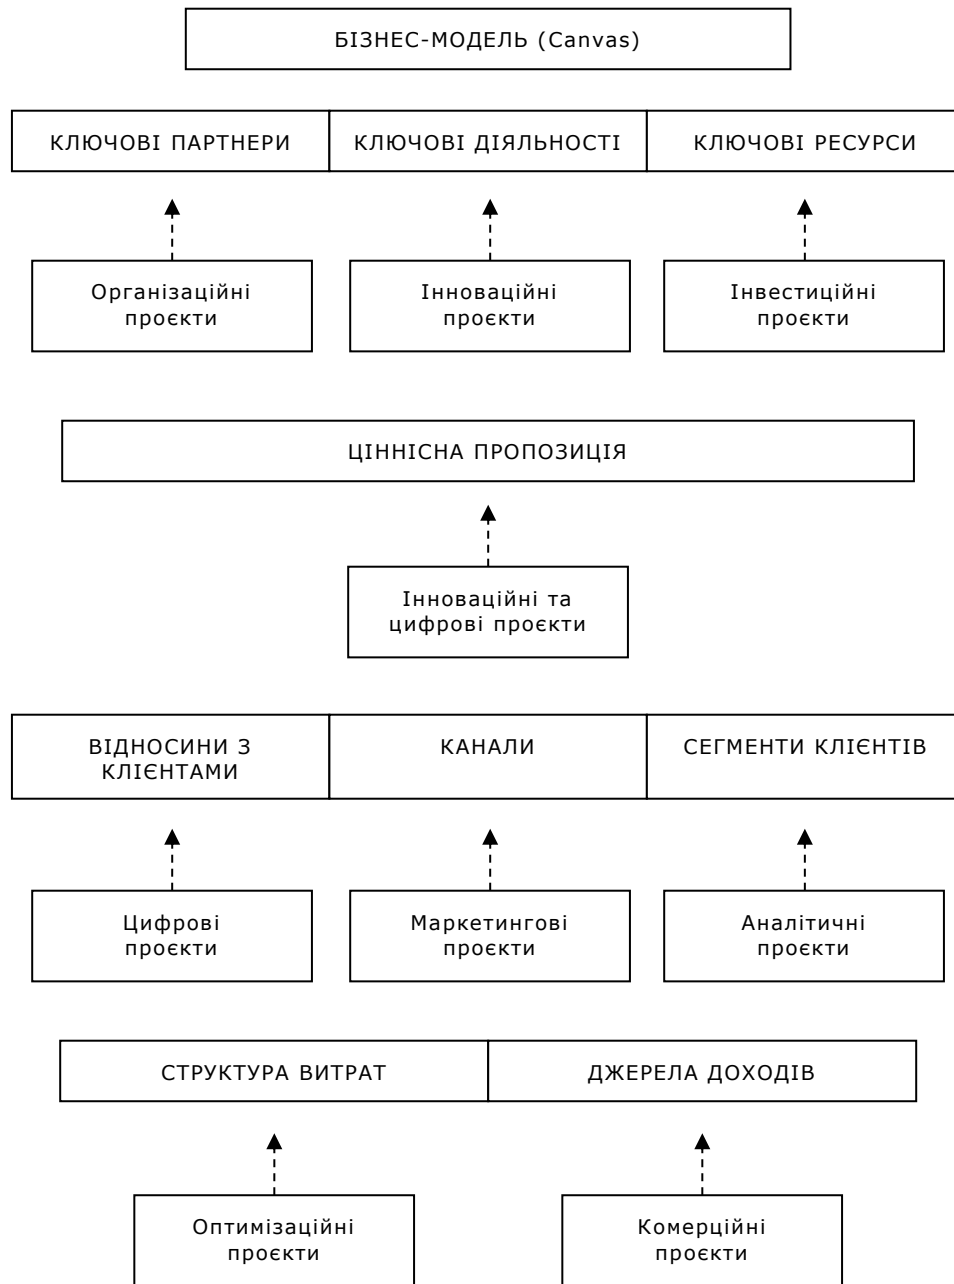 БІЗНЕС-МОДЕЛЬ (Canvas)
КЛЮЧОВІ ПАРТНЕРИ
КЛЮЧОВІ ДІЯЛЬНОСТІ
КЛЮЧОВІ РЕСУРСИ
Організаційні
проєкти
Інноваційні
проєкти
Інвестиційні
проєкти
ЦІННІСНА ПРОПОЗИЦІЯ
Інноваційні та
цифрові проєкти
ВІДНОСИНИ З
КЛІЄНТАМИ
КАНАЛИ
СЕГМЕНТИ КЛІЄНТІВ
Цифрові
проєкти
Маркетингові
проєкти
Аналітичні
проєкти
СТРУКТУРА ВИТРАТ
ДЖЕРЕЛА ДОХОДІВ
Оптимізаційні
проєкти
Комерційні
проєкти